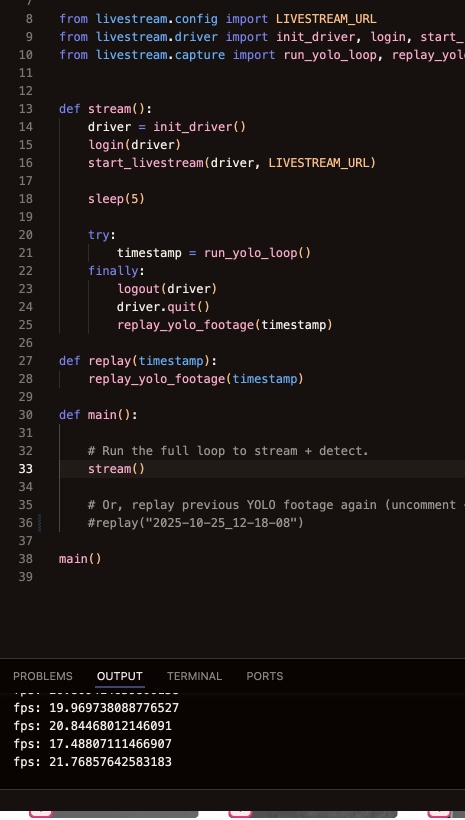 7
8 from livestream.config import LIVESTREAM_URL
9 from livestream.driver import init_driver, login, start_
10 from livestream.capture import run_yolo_loop, replay_yol
11
12
13 def stream():
14     driver = init_driver()
15     login(driver)
16     start_livestream(driver, LIVESTREAM_URL)
17
18     sleep(5)
19
20     try:
21         timestamp = run_yolo_loop()
22     finally:
23         logout(driver)
24         driver.quit()
25         replay_yolo_footage(timestamp)
26
27 def replay(timestamp):
28     replay_yolo_footage(timestamp)
29
30 def main():
31
32     # Run the full loop to stream + detect.
33     stream()
34
35     # Or, replay previous YOLO footage again (uncomment
36     #replay("2025-10-25_12-18-08")
37
38 main()
39
PROBLEMS OUTPUT TERMINAL PORTS
fps: 19.969738088776527
fps: 20.84468012146091
fps: 17.48807111466907
fps: 21.76857642583183